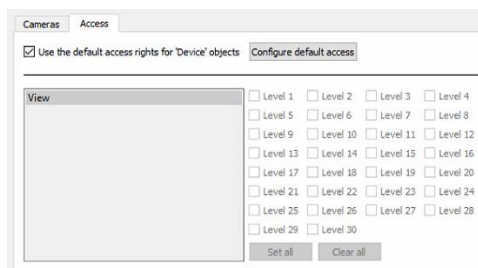 Cameras Access
Use the default access rights for 'Device' objects Configure default access
View
Level 1 Level 2 Level 3 Level 4
Level 5 Level 6 Level 7 Level 8
Level 9 Level 10 Level 11 Level 12
Level 13 Level 14 Level 15 Level 16
Level 17 Level 18 Level 19 Level 20
Level 21 Level 22 Level 23 Level 24
Level 25 Level 26 Level 27 Level 28
Level 29 Level 30
Set all Clear all